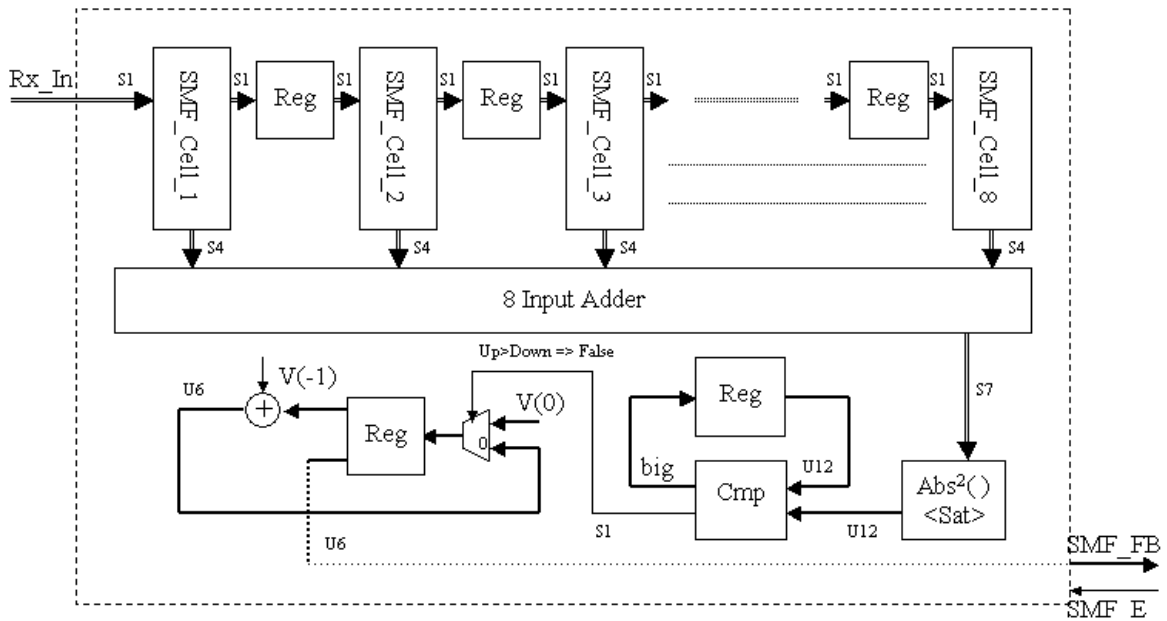 Rx_In
S1
SMF_Cell_1
S1
Reg
S1
SMF_Cell_2
S1
Reg
S1
SMF_Cell_3
S1
S1
Reg
S1
SMF_Cell_8
S4
S4
S4
S4
8 Input Adder
Up>Down => False
S7
U6
V(-1)
+
Reg
V(0)
0
Reg
big
Cmp
U12
U12
S1
Abs²()
<Sat>
U6
SMF_FB
SMF_E